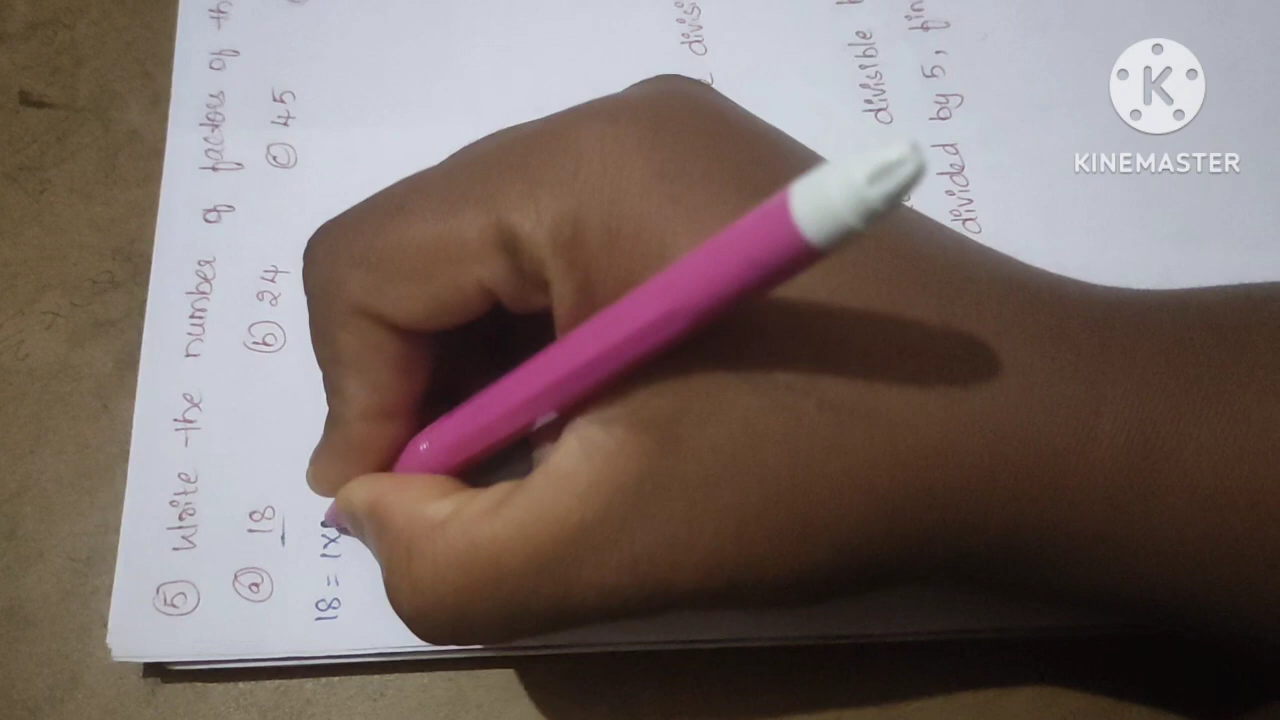 ⑤ Write the number of factors of th
ⓐ 18 ⓑ 24 ⓒ 45
18 = 1x
divisi
divisible
divided by 5, fin
KINEMASTER